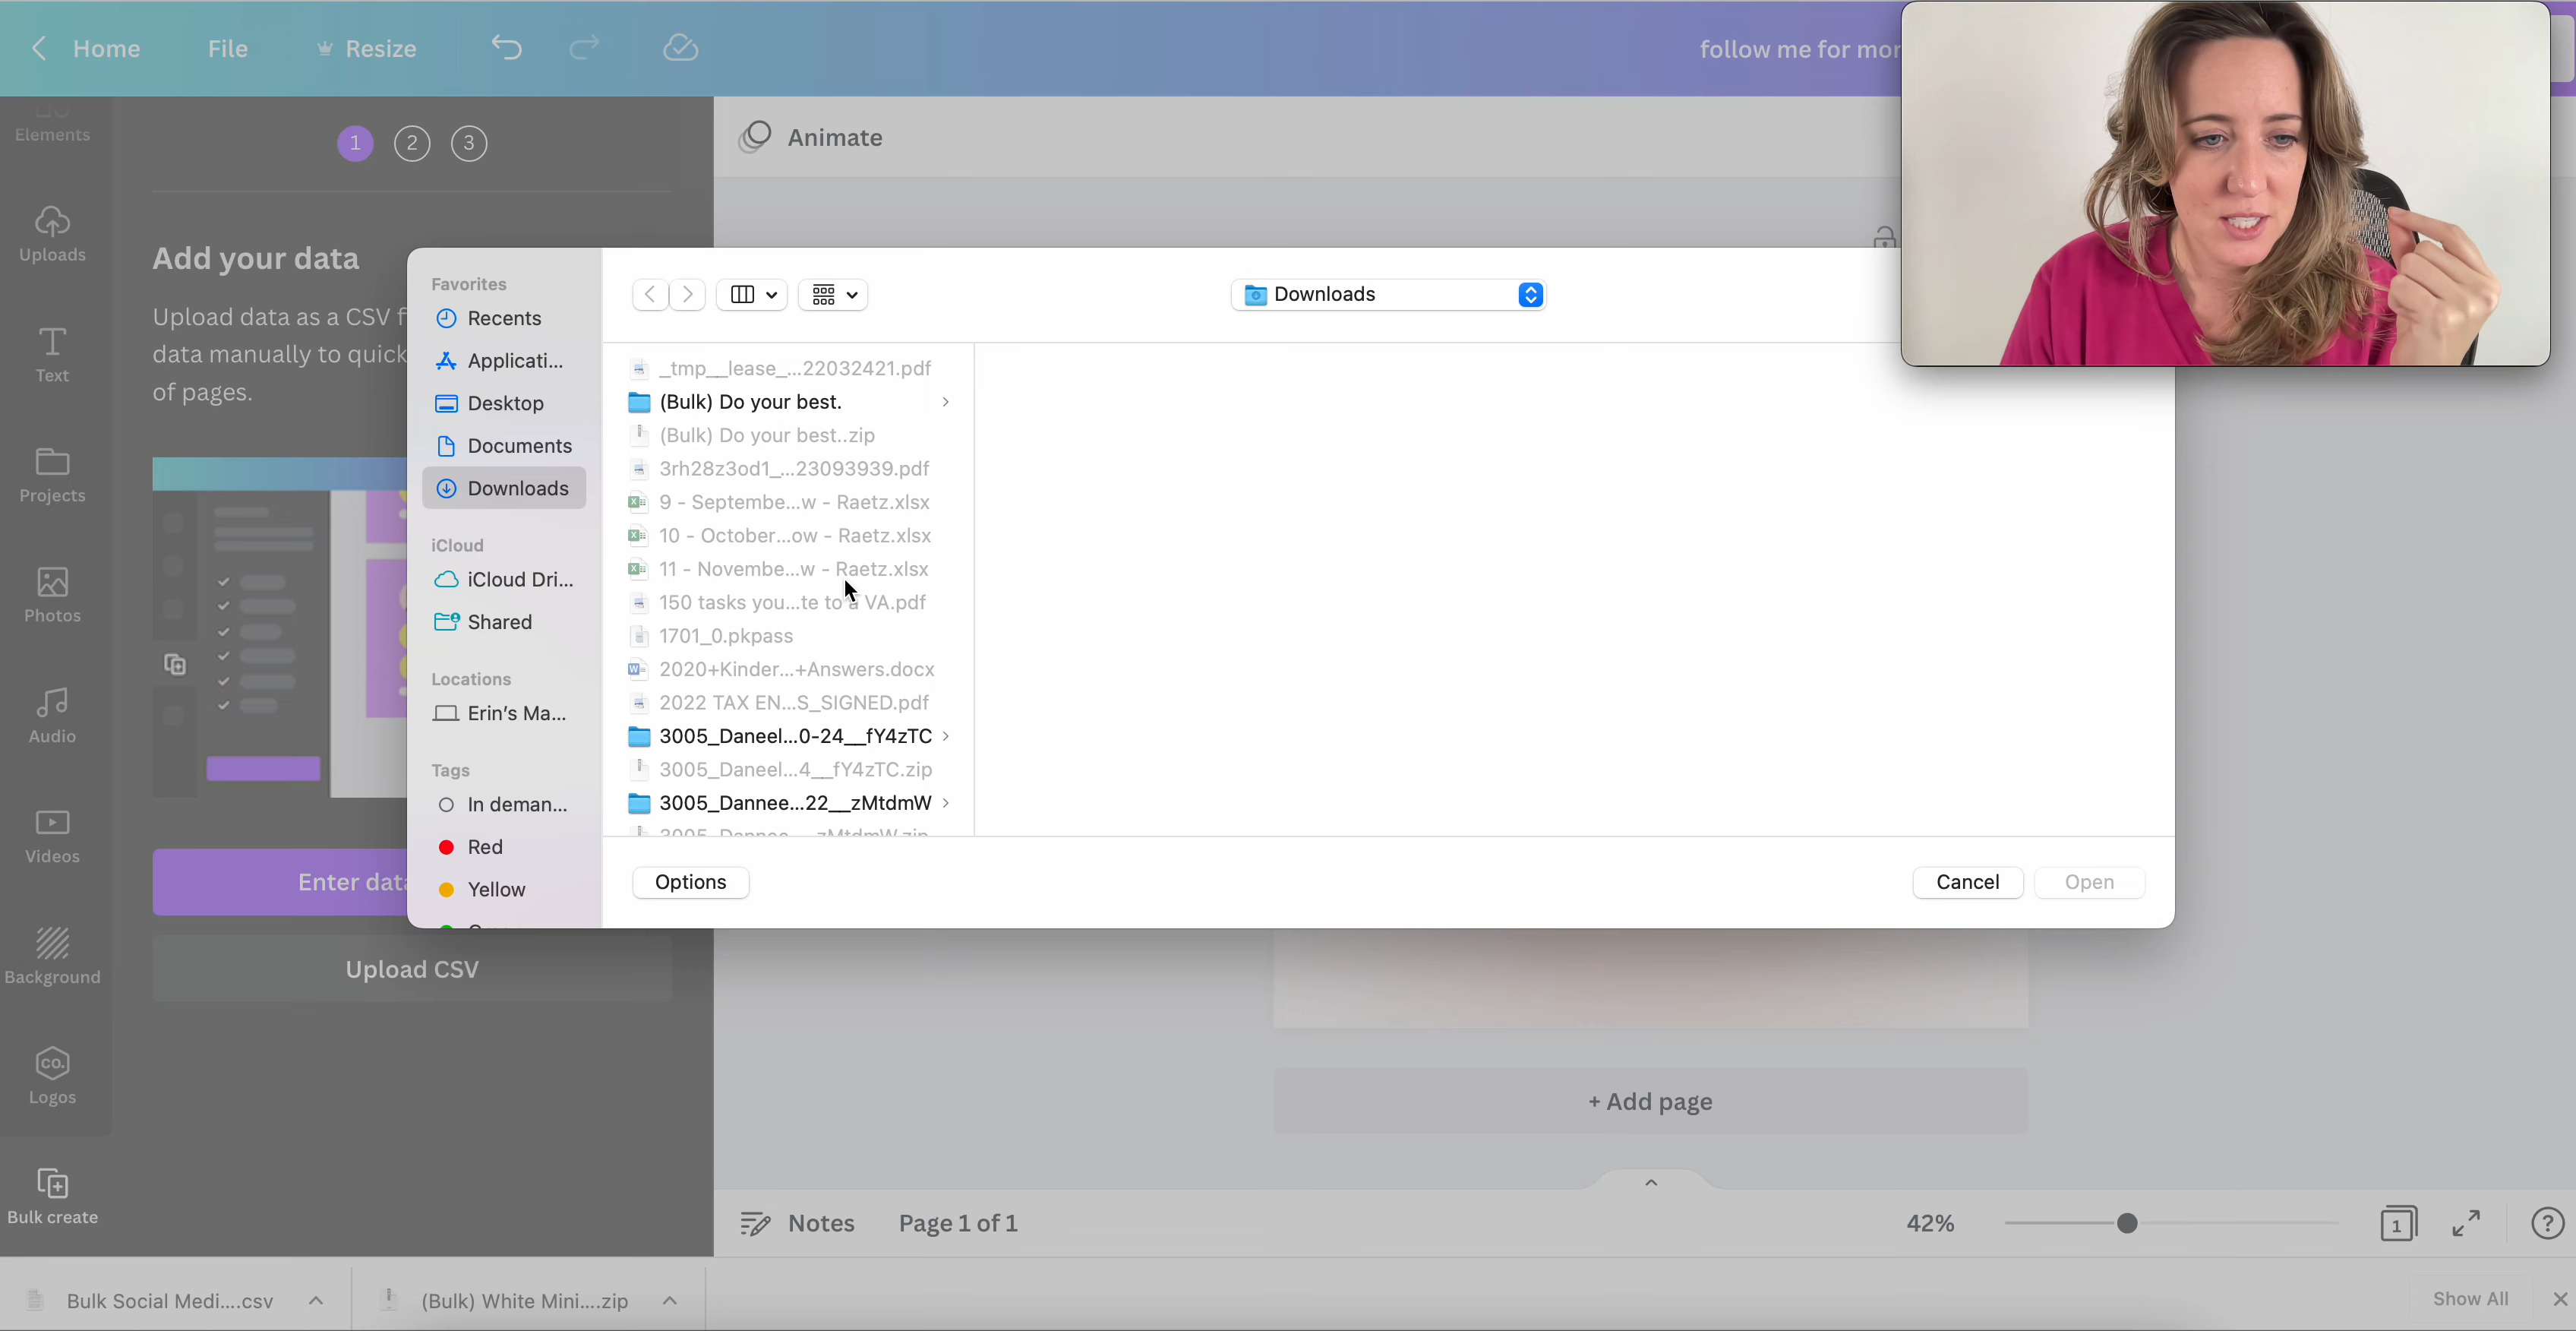 Home
File
Resize
follow me for mor
Elements
Uploads
Text
Projects
Photos
Audio
Videos
Background
CO.
Logos
Bulk create
1
2
3
Add your data
Upload data as a CSV f
data manually to quick
of pages.
Enter data
Upload CSV
Animate
Favorites
Recents
Applicati...
Desktop
Documents
Downloads
iCloud
iCloud Dri...
Shared
Locations
Erin's Ma...
Tags
In deman...
Red
Yellow
Downloads
_tmp__lease_...22032421.pdf
(Bulk) Do your best.
(Bulk) Do your best..zip
3rh28z3od1_...23093939.pdf
9 - Septembe...w - Raetz.xlsx
10 - October...ow - Raetz.xlsx
11 - Novembe...w - Raetz.xlsx
150 tasks you...te to a VA.pdf
1701_0.pkpass
2020+Kinder...+Answers.docx
2022 TAX EN...S_SIGNED.pdf
3005_Daneel...0-24__fY4zTC
3005_Daneel...4__fY4zTC.zip
3005_Dannee...22__zMtdmW
3005_Dannee...__zMtdmW.zip
Options
Cancel
Open
+ Add page
Notes
Page 1 of 1
42%
1
?
Bulk Social Medi....csv
(Bulk) White Mini....zip
Show All